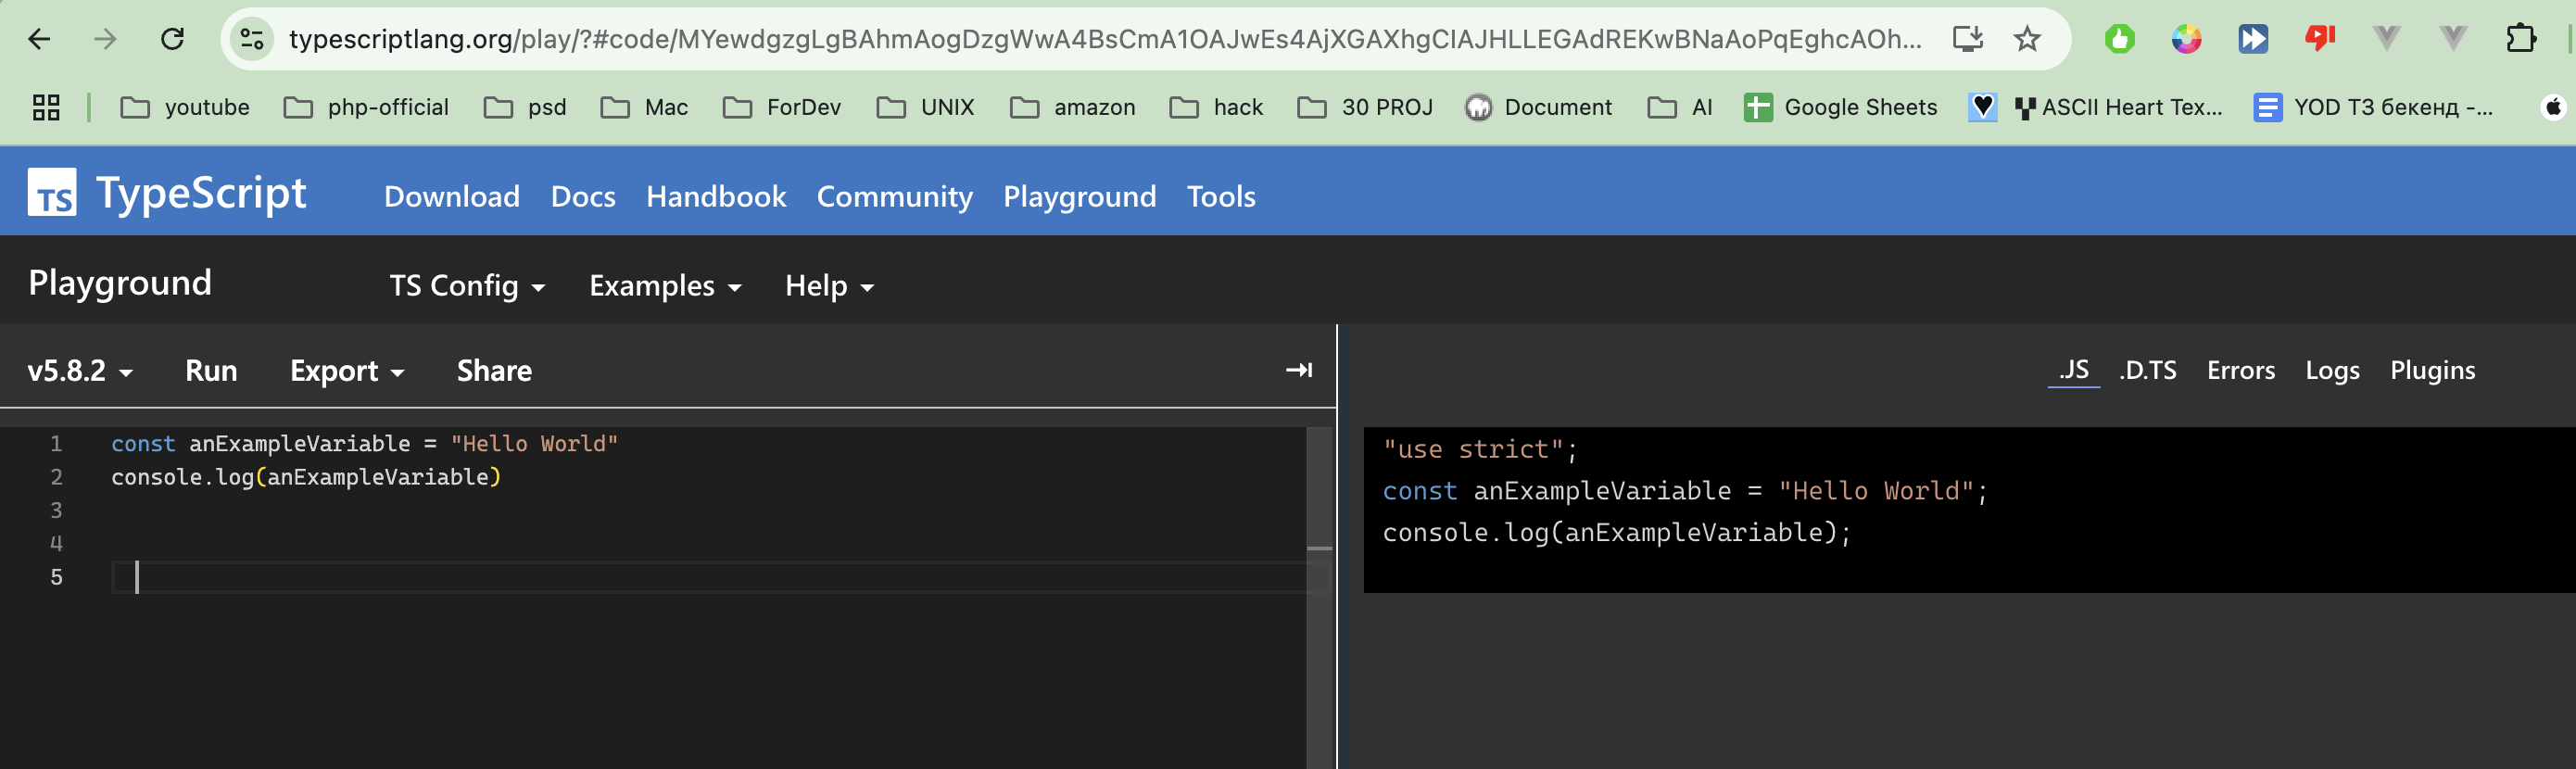 typescriptlang.org/play/?#code/MYewdgzgLgBAhmAogDzgWwA4BsCmA1OAJwEs4AjXGAXhgCIAJHLLEGAdREKwBNaAoPqEghcAOh...
youtube php-official psd Mac ForDev UNIX amazon hack 30 PROJ Document AI Google Sheets ASCII Heart Tex... YOD ТЗ бекенд -...
TS TypeScript Download Docs Handbook Community Playground Tools
Playground TS Config Examples Help
v5.8.2 Run Export Share
.JS .D.TS Errors Logs Plugins
1 const anExampleVariable = "Hello World"
2 console.log(anExampleVariable)
3
4
5
"use strict";
const anExampleVariable = "Hello World";
console.log(anExampleVariable);